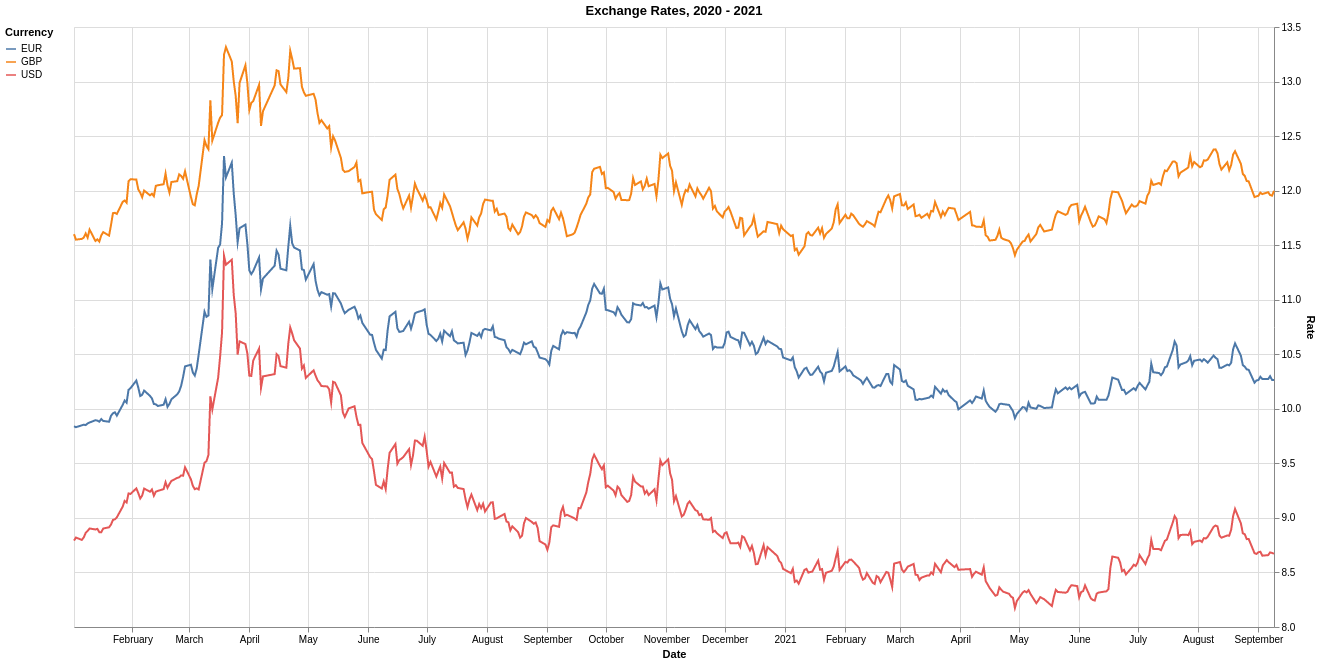 Exchange Rates, 2020 - 2021
Currency
EUR
GBP
USD
13.5
13.0
12.5
12.0
11.5
11.0
10.5
10.0
9.5
9.0
8.5
8.0
Rate
February March April May June July August September October November December 2021 February March April May June July August September
Date